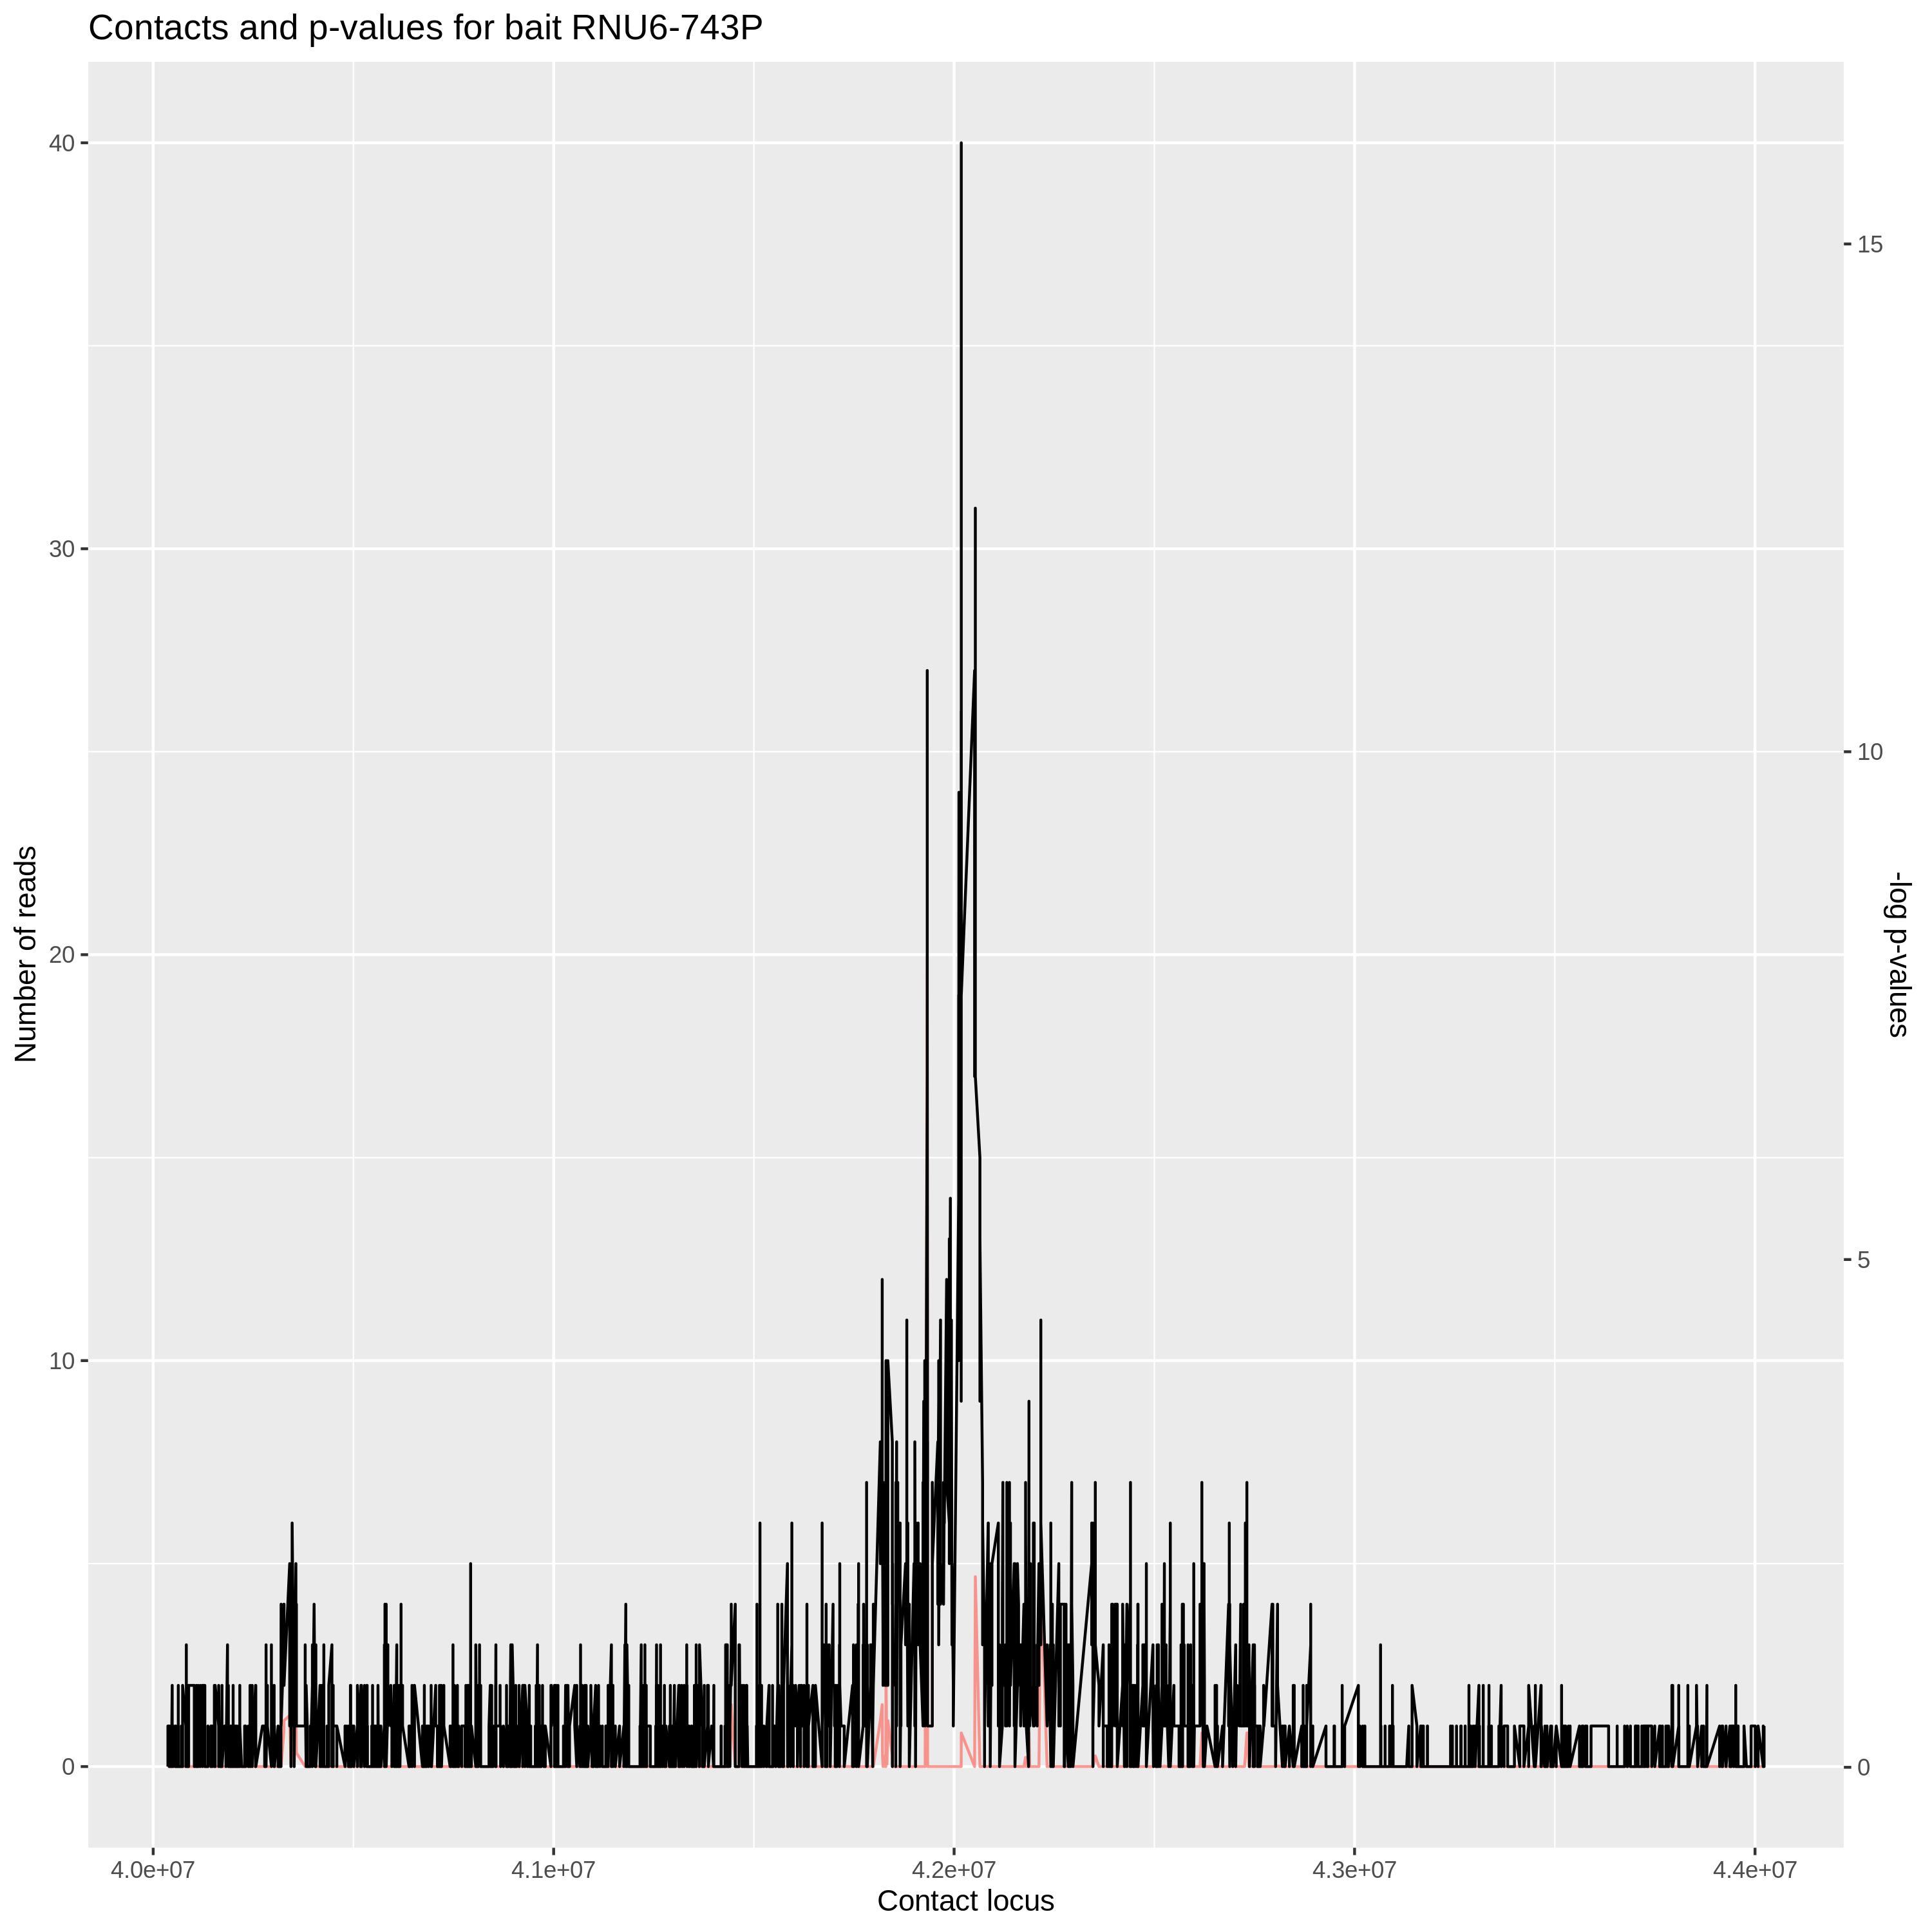 Contacts and p-values for bait RNU6-743P
40
30
20
10
0
15
10
5
0
Number of reads
-log p-values
4.0e+07
4.1e+07
4.2e+07
4.3e+07
4.4e+07
Contact locus